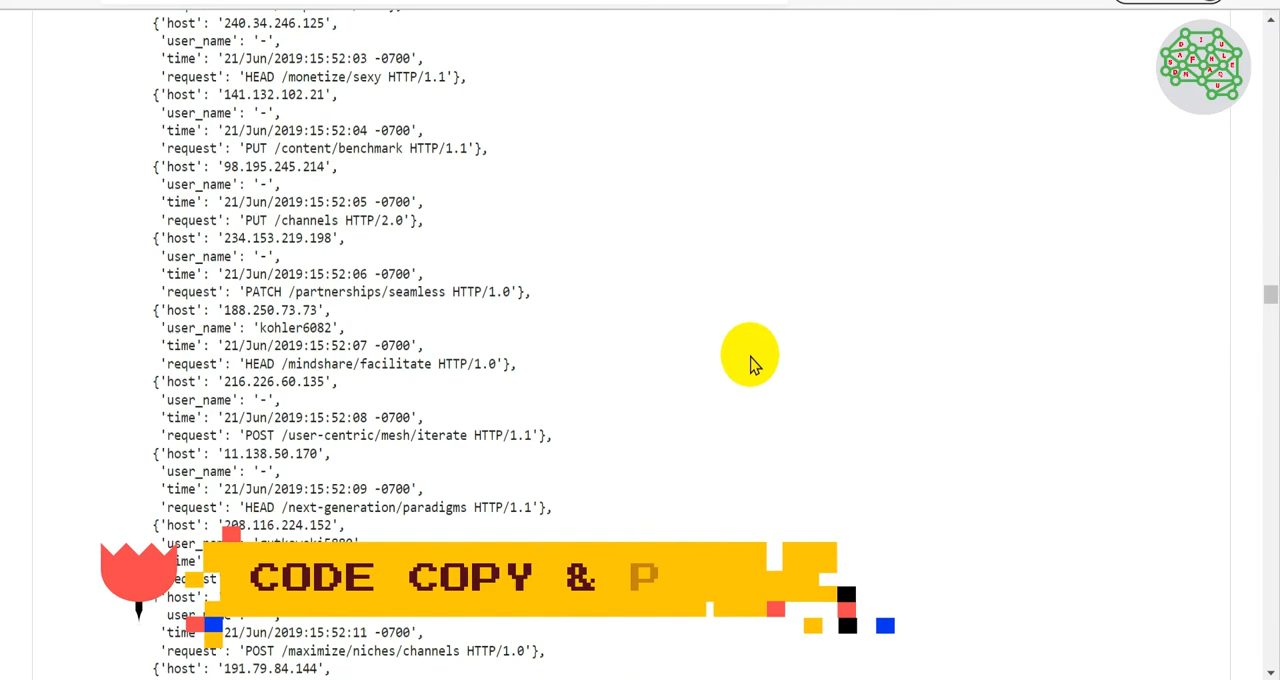 {'host': '240.34.246.125',
'user_name': '-',
'time': '21/Jun/2019:15:52:03 -0700',
'request': 'HEAD /monetize/sexy HTTP/1.1'},
{'host': '141.132.102.21',
'user_name': '-',
'time': '21/Jun/2019:15:52:04 -0700',
'request': 'PUT /content/benchmark HTTP/1.1'},
{'host': '98.195.245.214',
'user_name': '-',
'time': '21/Jun/2019:15:52:05 -0700',
'request': 'PUT /channels HTTP/2.0'},
{'host': '234.153.219.198',
'user_name': '-',
'time': '21/Jun/2019:15:52:06 -0700',
'request': 'PATCH /partnerships/seamless HTTP/1.0'},
{'host': '188.250.73.73',
'user_name': 'kohler6082',
'time': '21/Jun/2019:15:52:07 -0700',
'request': 'HEAD /mindshare/facilitate HTTP/1.0'},
{'host': '216.226.60.135',
'user_name': '-',
'time': '21/Jun/2019:15:52:08 -0700',
'request': 'POST /user-centric/mesh/iterate HTTP/1.1'},
{'host': '11.138.50.170',
'user_name': '-',
'time': '21/Jun/2019:15:52:09 -0700',
'request': 'HEAD /next-generation/paradigms HTTP/1.1'},
{'host': '208.116.224.152',
CODE COPY & P
'time' '21/Jun/2019:15:52:11 -0700',
'request': 'POST /maximize/niches/channels HTTP/1.0'},
{'host': '191.79.84.144',